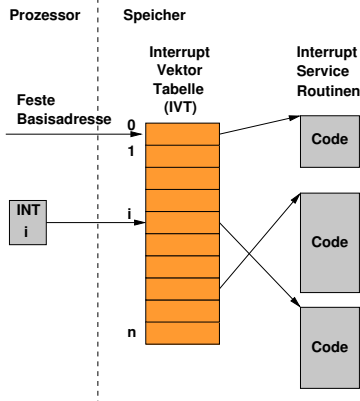 Prozessor
Speicher
Interrupt
Vektor
Tabelle
(IVT)
Interrupt
Service
Routinen
Feste
Basisadresse
0
1
i
n
INT
i
Code
Code
Code